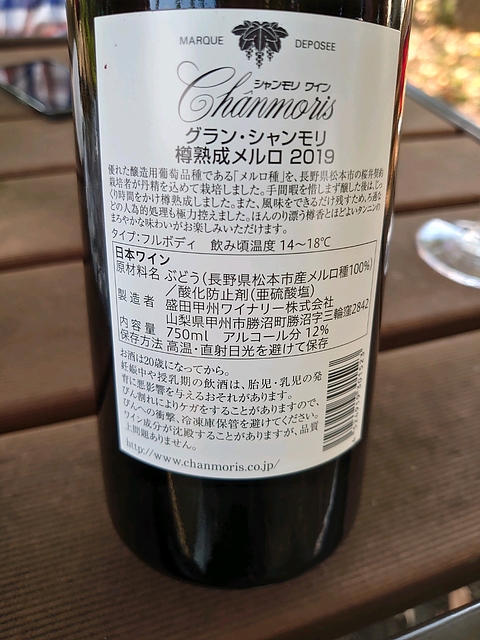 MARQUE DEPOSEE
シャンモリ ワイン
Chanmoris
グラン・シャンモリ
樽熟成メルロ 2019
優れた醸造用葡萄品種である「メルロ種」を、長野県松本市の桜井契約
栽培者が丹精を込めて栽培しました。手間暇を惜しまず醸した後は、じっ
くり時間をかけ樽熟成しました。また、風味をできるだけ残すため、ろ過な
どの人為的処理も極力控えました。ほんのり漂う樽香とほどよいタンニンの
まろやかな味わいがお楽しみいただけます。
タイプ:フルボディ 飲み頃温度 14~18℃
日本ワイン
原材料名 ぶどう(長野県松本市産メルロ種100%)
/酸化防止剤(亜硫酸塩)
製造者 盛田甲州ワイナリー株式会社
山梨県甲州市勝沼町勝沼字三輪窪2842
内容量 750ml アルコール分 12%
保存方法 高温・直射日光を避けて保存
お酒は20歳になってから。
妊娠中や授乳期の飲酒は、胎児・乳児の発
育に悪影響を与えるおそれがあります。
びん割れによりケガをすることがありますので、
びんへの衝撃、冷凍庫保管を避けてください。
ワイン成分が沈殿することがありますが、品質
上問題ありません。
http://www.chanmoris.co.jp/